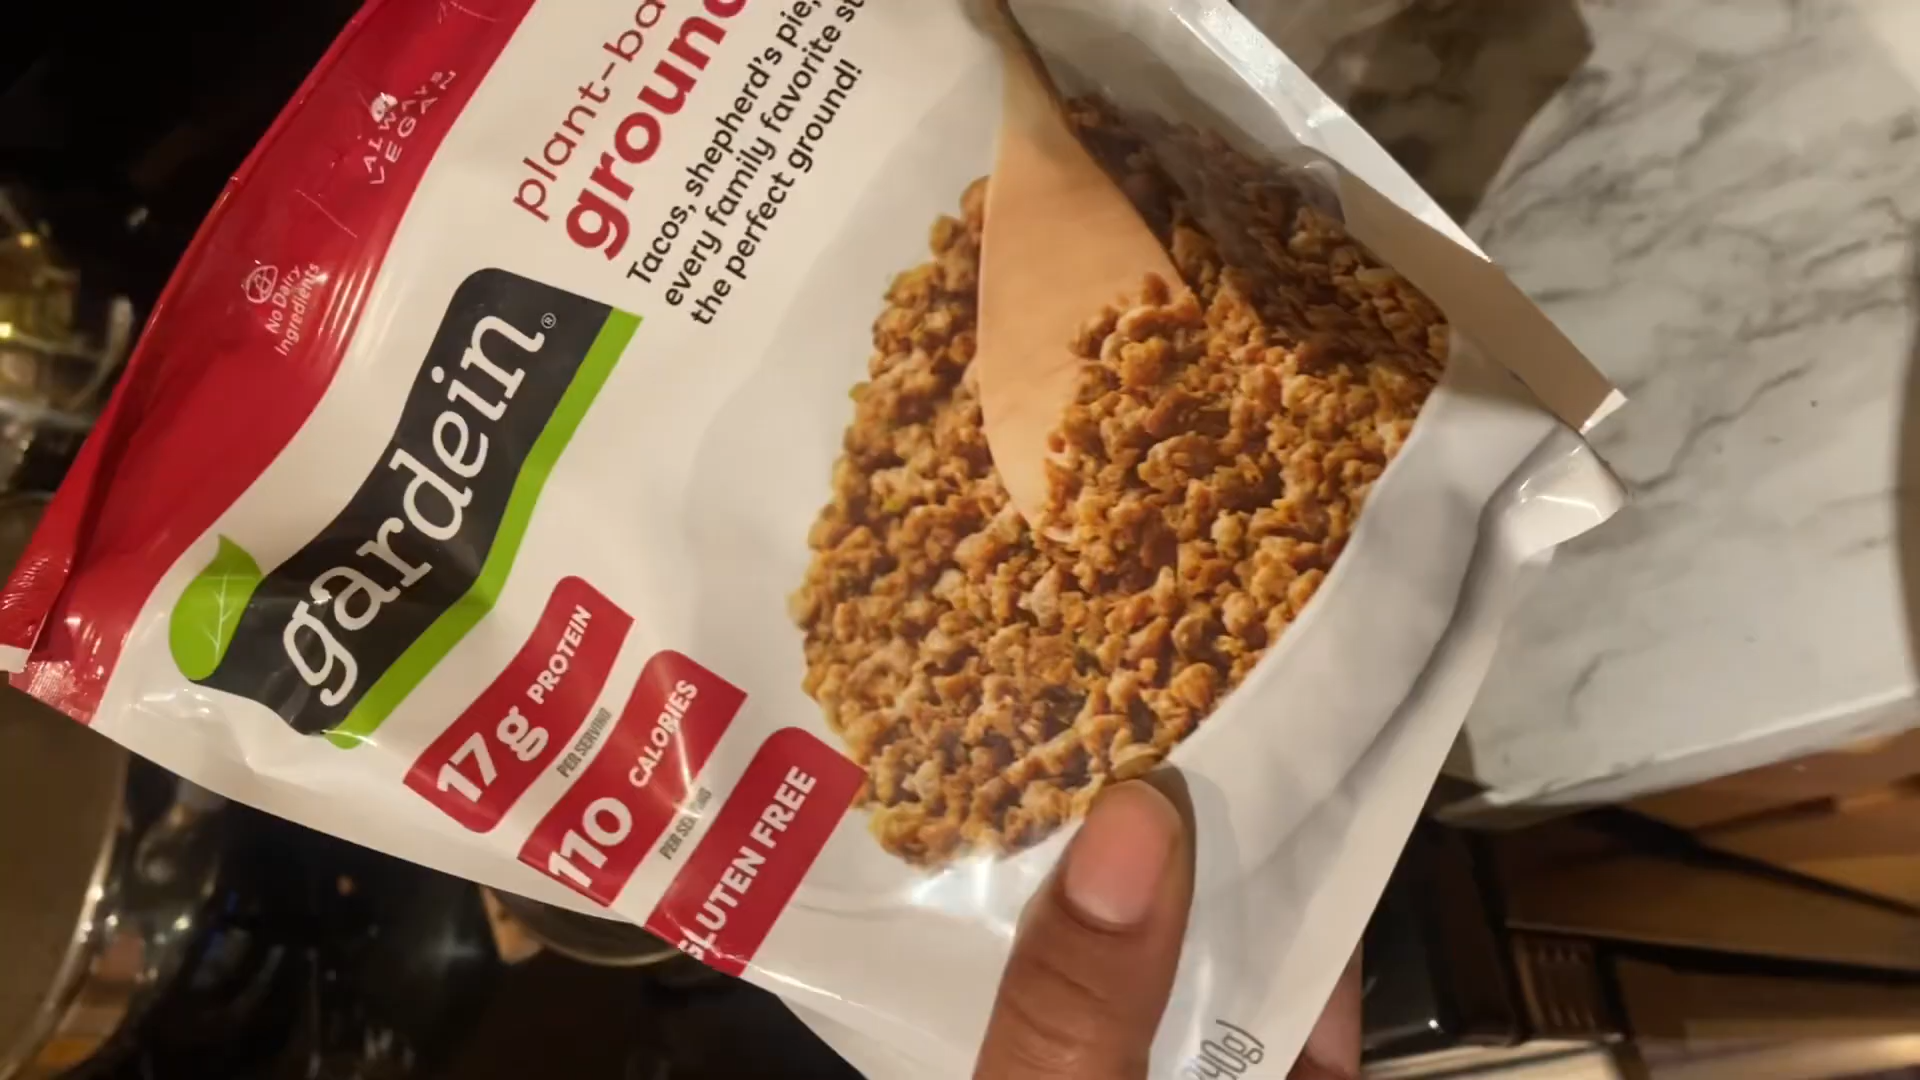 ALWAYS
VEGAN
No Dairy
Ingredients
gardein®
plant-ba
ground
Tacos, shepherd's pie,
every family favorite st
the perfect ground!
17g PROTEIN
PER SERVING
110 CALORIES
PER SERVING
GLUTEN FREE